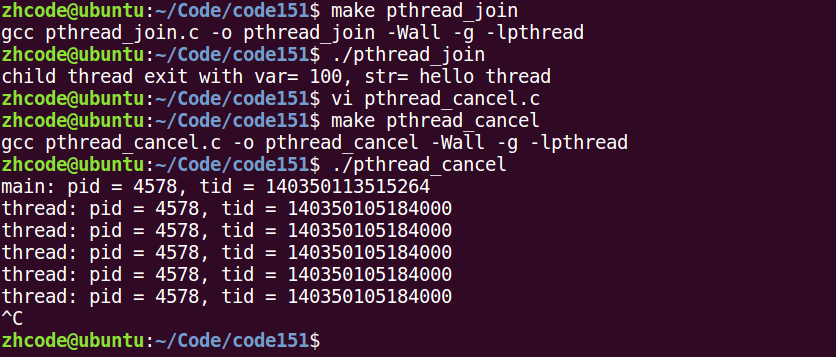 zhcode@ubuntu:~/Code/code151$ make pthread_join
gcc pthread_join.c -o pthread_join -Wall -g -lpthread
zhcode@ubuntu:~/Code/code151$ ./pthread_join
child thread exit with var= 100, str= hello thread
zhcode@ubuntu:~/Code/code151$ vi pthread_cancel.c
zhcode@ubuntu:~/Code/code151$ make pthread_cancel
gcc pthread_cancel.c -o pthread_cancel -Wall -g -lpthread
zhcode@ubuntu:~/Code/code151$ ./pthread_cancel
main: pid = 4578, tid = 140350113515264
thread: pid = 4578, tid = 140350105184000
thread: pid = 4578, tid = 140350105184000
thread: pid = 4578, tid = 140350105184000
thread: pid = 4578, tid = 140350105184000
thread: pid = 4578, tid = 140350105184000
^C
zhcode@ubuntu:~/Code/code151$